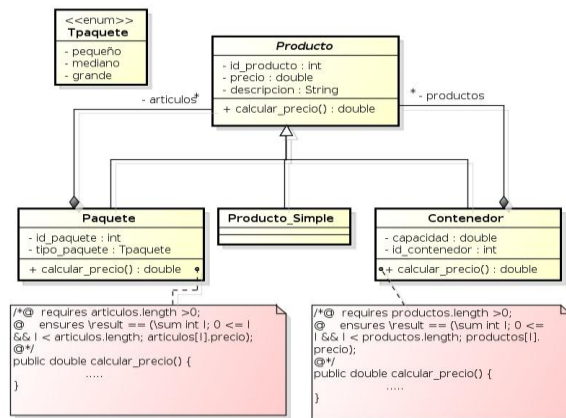 <<enum>>
Tpaquete
- pequeño
- mediano
- grande
Producto
- id_producto : int
- precio : double
- descripcion : String
+ calcular_precio() : double
- articulos*
* - productos
Paquete
- id_paquete : int
- tipo_paquete : Tpaquete
+ calcular_precio() : double
Producto_Simple
Contenedor
- capacidad : double
- id_contenedor : int
+ calcular_precio() : double
/*@ requires articulos.length >0;
@ ensures \result == (\sum int I; 0 <= I
&& I < articulos.length; articulos[I].precio);
@*/
public double calcular_precio() {
.....
}
/*@ requires productos.length >0;
@ ensures \result == (\sum int I; 0 <=
I && I < productos.length; productos[I].
precio);
@*/
public double calcular_precio() {
.....
}